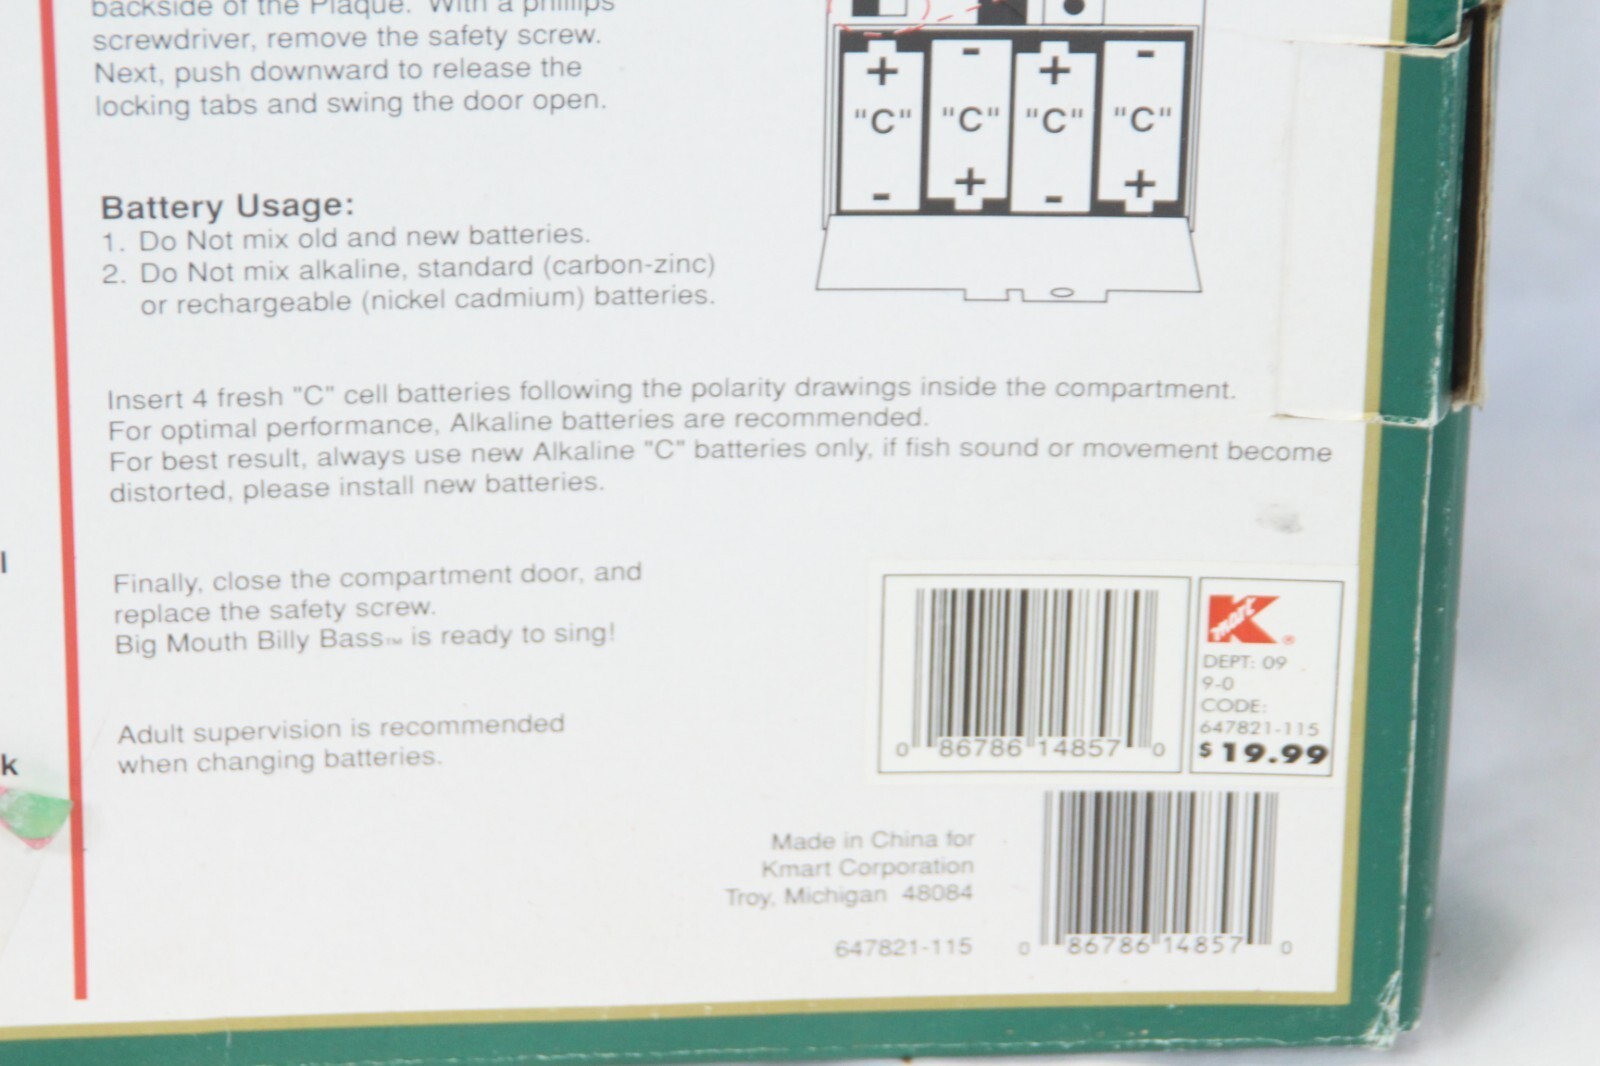 backside of the Plaque. With a phillips
screwdriver, remove the safety screw.
Next, push downward to release the
locking tabs and swing the door open.
+ - + -
"C" "C" "C" "C"
- + - +
Battery Usage:
1. Do Not mix old and new batteries.
2. Do Not mix alkaline, standard (carbon-zinc)
or rechargeable (nickel cadmium) batteries.
Insert 4 fresh "C" cell batteries following the polarity drawings inside the compartment.
For optimal performance, Alkaline batteries are recommended.
For best result, always use new Alkaline "C" batteries only, if fish sound or movement become
distorted, please install new batteries.
l
Finally, close the compartment door, and
replace the safety screw.
Big Mouth Billy Bass™ is ready to sing!
k
Adult supervision is recommended
when changing batteries.
0 86786 14857 0
Kmart®
DEPT: 09
9-0
CODE:
647821-115
$19.99
Made in China for
Kmart Corporation
Troy, Michigan 48084
647821-115
0 86786 14857 0